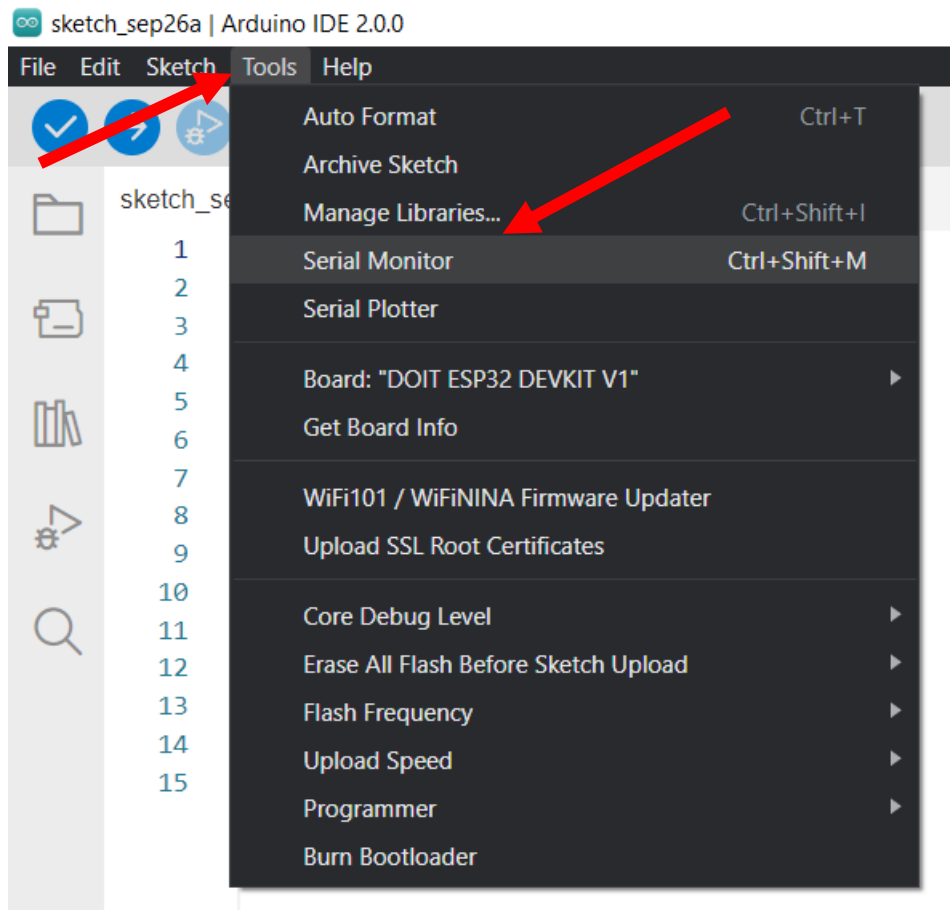 sketch_sep26a | Arduino IDE 2.0.0
File Edit Sketch Tools Help
Auto Format Ctrl+T
Archive Sketch
sketch_se
Manage Libraries... Ctrl+Shift+I
1
Serial Monitor Ctrl+Shift+M
2
Serial Plotter
3
4
Board: "DOIT ESP32 DEVKIT V1"
5
Get Board Info
6
7
WiFi101 / WiFiNINA Firmware Updater
8
Upload SSL Root Certificates
9
10
Core Debug Level
11
Erase All Flash Before Sketch Upload
12
Flash Frequency
13
Upload Speed
14
15
Programmer
Burn Bootloader